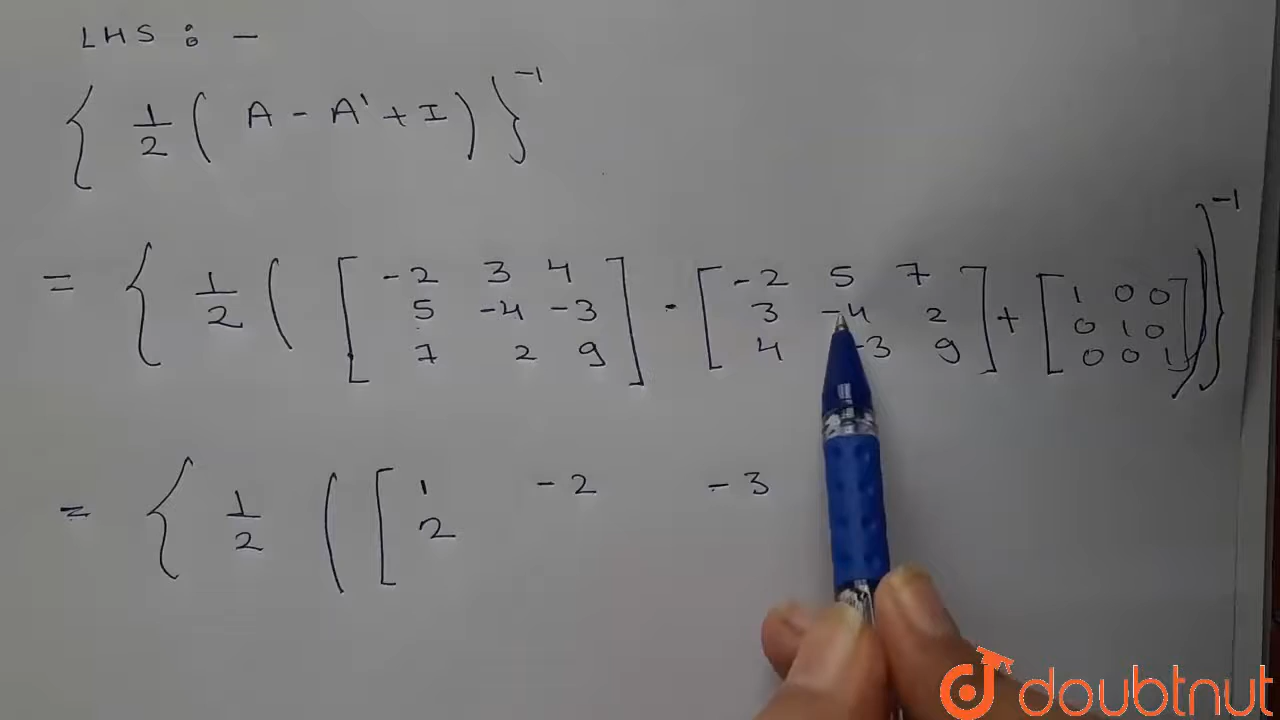 LHS : -
{ 1/2 ( A - A' + I ) }⁻¹
= { 1/2 ( [ -2 3 4
5 -4 -3
7 2 9 ] - [ -2 5 7
3 -4 2
4 -3 9 ] + [ 1 0 0
0 1 0
0 0 1 ] ) }⁻¹
= { 1/2 ( [ 1 -2 -3
2
doubtnut